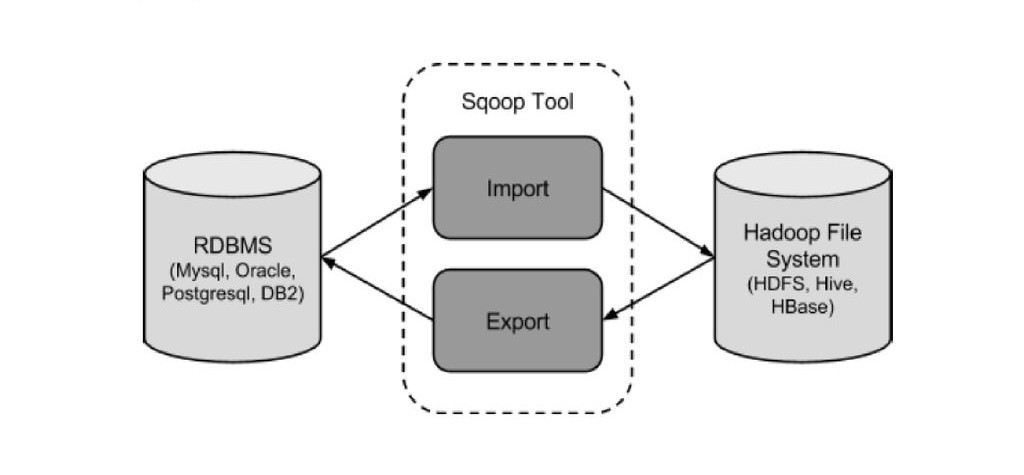 Sqoop Tool
Import
RDBMS
(Mysql, Oracle,
Postgresql, DB2)
Hadoop File
System
(HDFS, Hive,
HBase)
Export